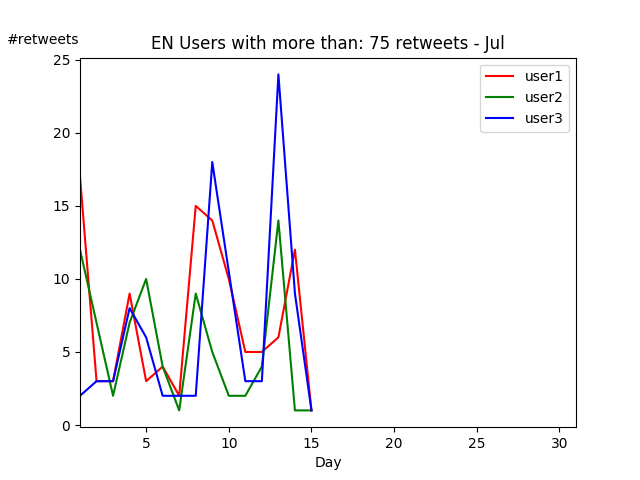 #retweets
EN Users with more than: 75 retweets - Jul
25
20
15
10
5
0
user1
user2
user3
5 10 15 20 25 30
Day